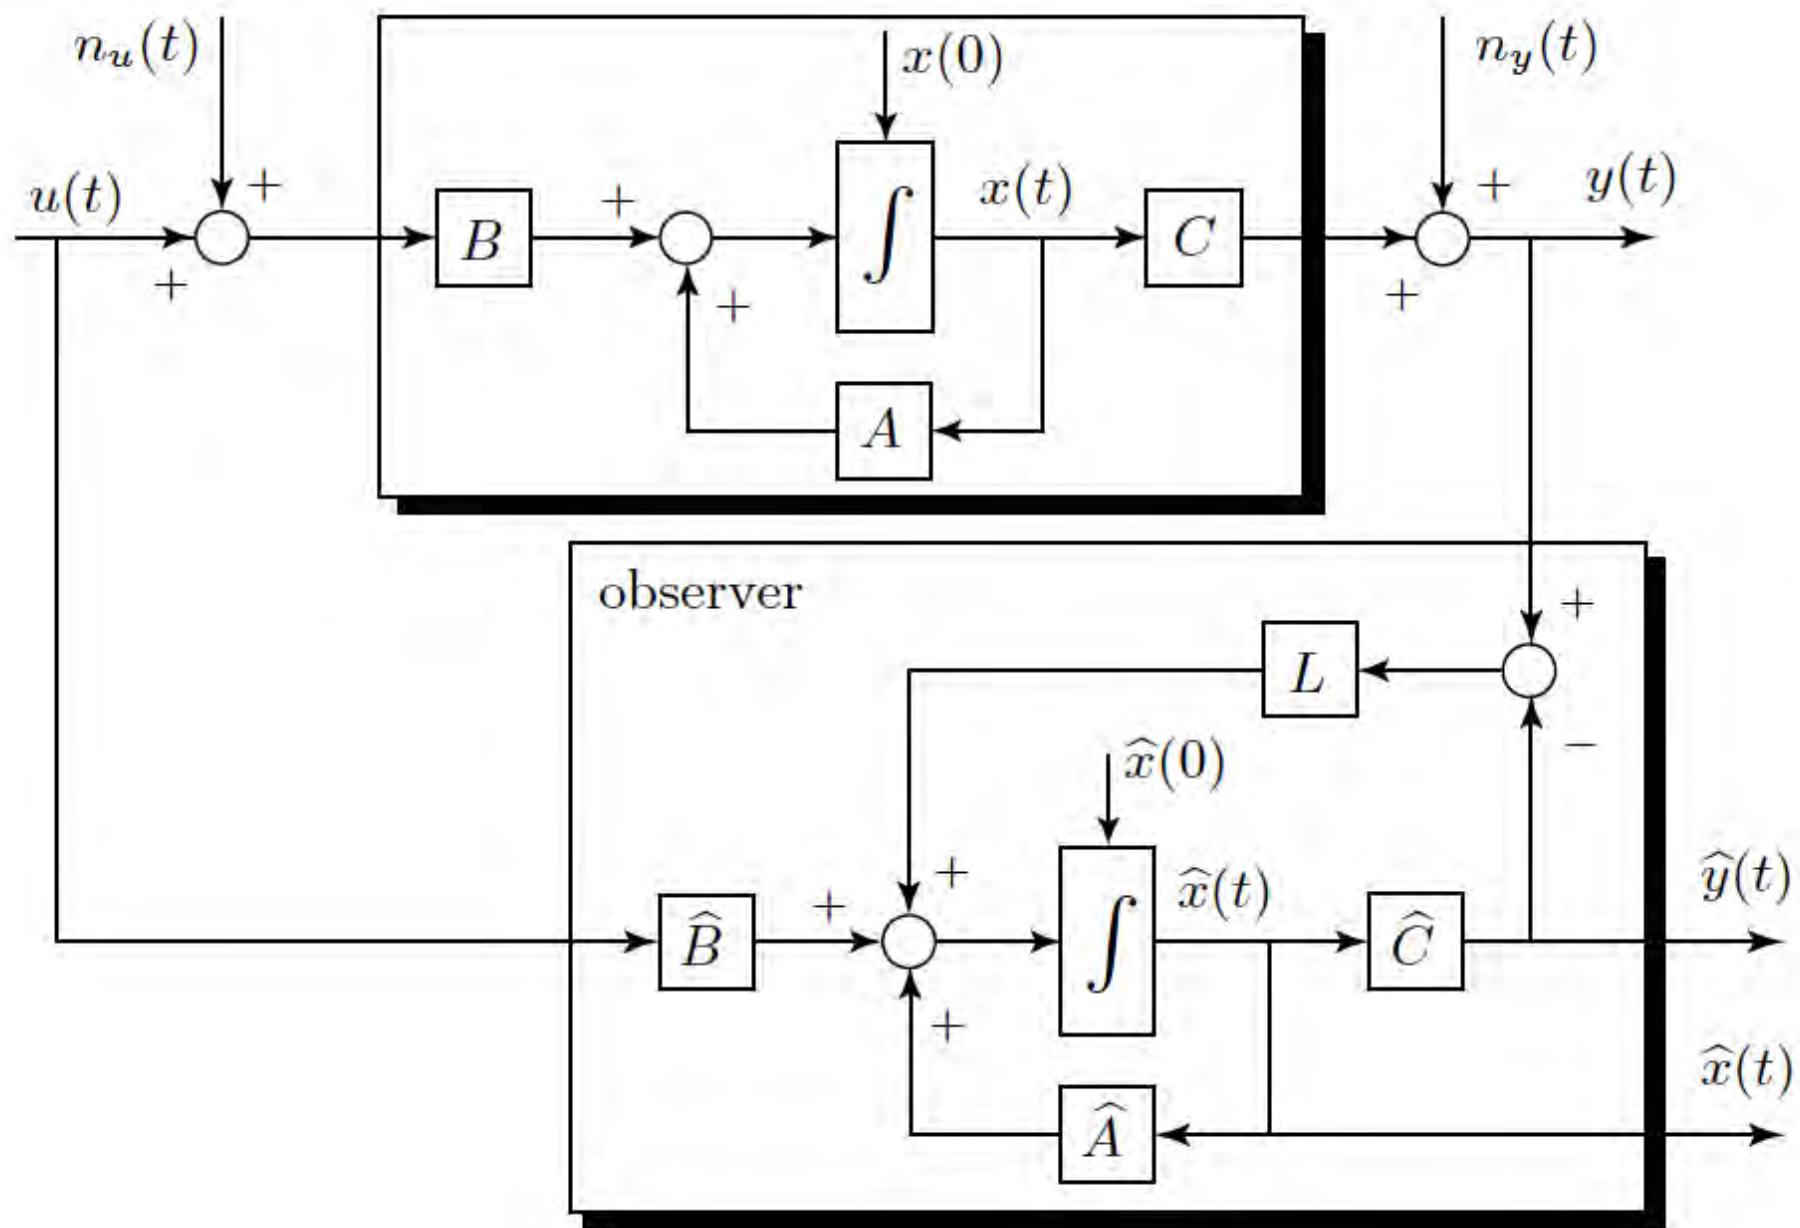 n_u(t)
x(0)
n_y(t)
+
+
u(t)
+
x(t)
y(t)
B
∫
C
+
+
+
A
observer
+
L
x̂(0)
−
+
x̂(t)
ŷ(t)
+
B̂
∫
Ĉ
+
x̂(t)
Â